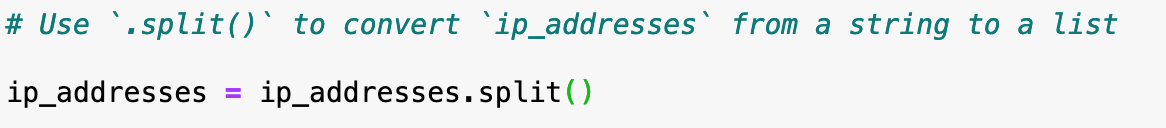 # Use `.split()` to convert `ip_addresses` from a string to a list
ip_addresses = ip_addresses.split()